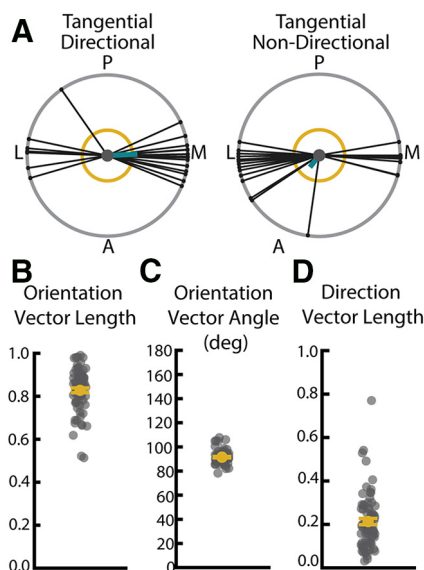 A
Tangential
Directional
Tangential
Non-Directional
P
P
L
M
L
M
A
A
B
C
D
Orientation
Vector Length
Orientation
Vector Angle
(deg)
Direction
Vector Length
1.0
0.8
0.6
0.4
0.2
0.0
180
160
140
120
100
80
60
40
20
0
1.0
0.8
0.6
0.4
0.2
0.0